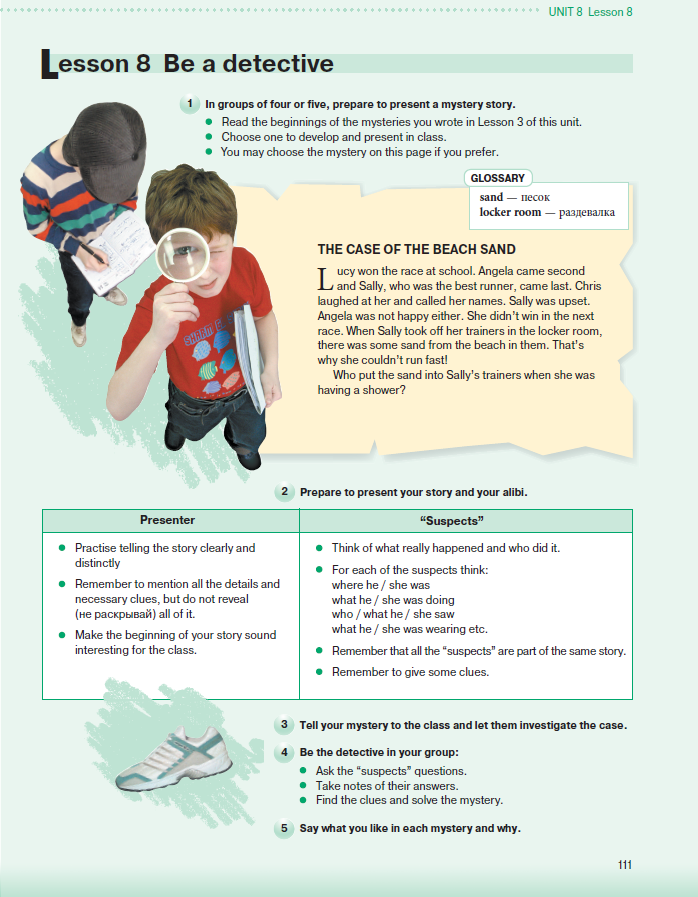 UNIT 8 Lesson 8
Lesson 8 Be a detective
1 In groups of four or five, prepare to present a mystery story.
● Read the beginnings of the mysteries you wrote in Lesson 3 of this unit.
● Choose one to develop and present in class.
● You may choose the mystery on this page if you prefer.
GLOSSARY
sand — песок
locker room — раздевалка
THE CASE OF THE BEACH SAND
Lucy won the race at school. Angela came second
and Sally, who was the best runner, came last. Chris
laughed at her and called her names. Sally was upset.
Angela was not happy either. She didn't win in the next
race. When Sally took off her trainers in the locker room,
there was some sand from the beach in them. That's
why she couldn't run fast!
Who put the sand into Sally's trainers when she was
having a shower?
2 Prepare to present your story and your alibi.
Presenter
● Practise telling the story clearly and
distinctly
● Remember to mention all the details and
necessary clues, but do not reveal
(не раскрывай) all of it.
● Make the beginning of your story sound
interesting for the class.
“Suspects”
● Think of what really happened and who did it.
● For each of the suspects think:
where he / she was
what he / she was doing
who / what he / she saw
what he / she was wearing etc.
● Remember that all the “suspects” are part of the same story.
● Remember to give some clues.
3 Tell your mystery to the class and let them investigate the case.
4 Be the detective in your group:
● Ask the “suspects” questions.
● Take notes of their answers.
● Find the clues and solve the mystery.
5 Say what you like in each mystery and why.
111